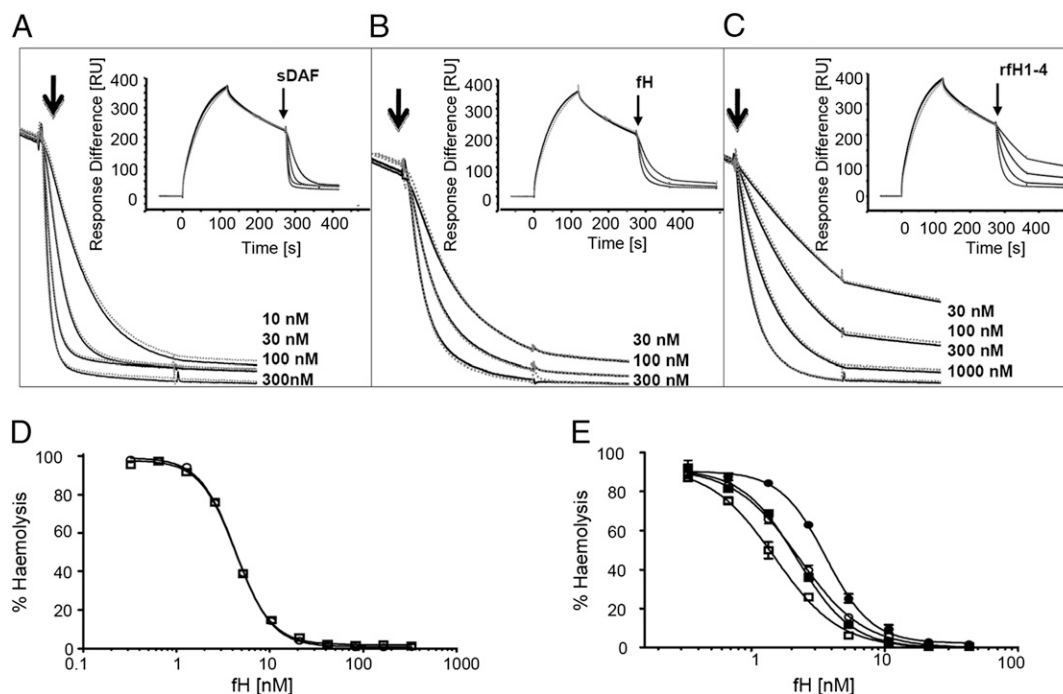 A
B
C
Response Difference [RU]
400
300
200
100
0
sDAF
0 100 200 300 400
Time [s]
10 nM
30 nM
100 nM
300nM
Response Difference [RU]
400
300
200
100
0
fH
0 100 200 300 400
Time [s]
30 nM
100 nM
300 nM
Response Difference [RU]
400
300
200
100
0
rfH1-4
0 100 200 300 400
Time [s]
30 nM
100 nM
300 nM
1000 nM
D
% Haemolysis
100
80
60
40
20
0
0.1 1 10 100 1000
fH [nM]
E
% Haemolysis
100
80
60
40
20
0
1 10 100
fH [nM]